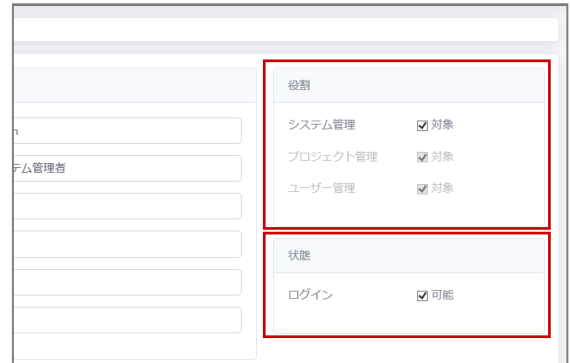 役割
システム管理 対象
テム管理者
プロジェクト管理 対象
ユーザー管理 対象
状態
ログイン 可能